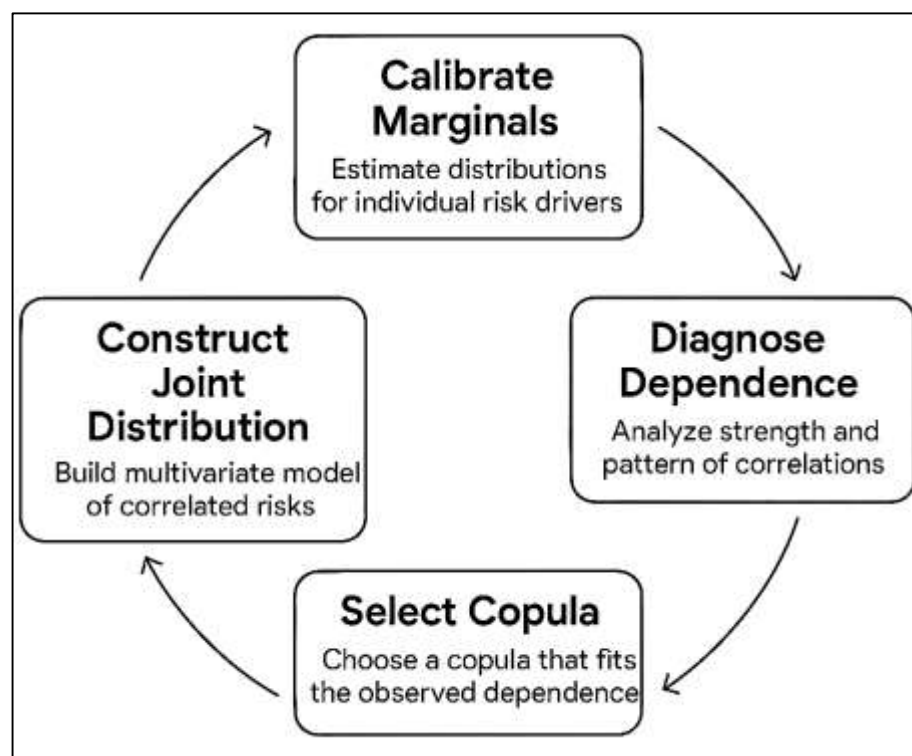 Calibrate
Marginals
Estimate distributions
for individual risk drivers
Diagnose
Dependence
Analyze strength and
pattern of correlations
Select Copula
Choose a copula that fits
the observed dependence
Construct
Joint
Distribution
Build multivariate model
of correlated risks